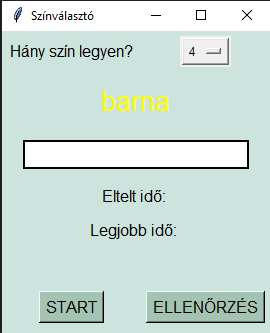 Színválasztó
Hány szín legyen? 4
barna
Eltelt idő:
Legjobb idő:
START ELLENŐRZÉS